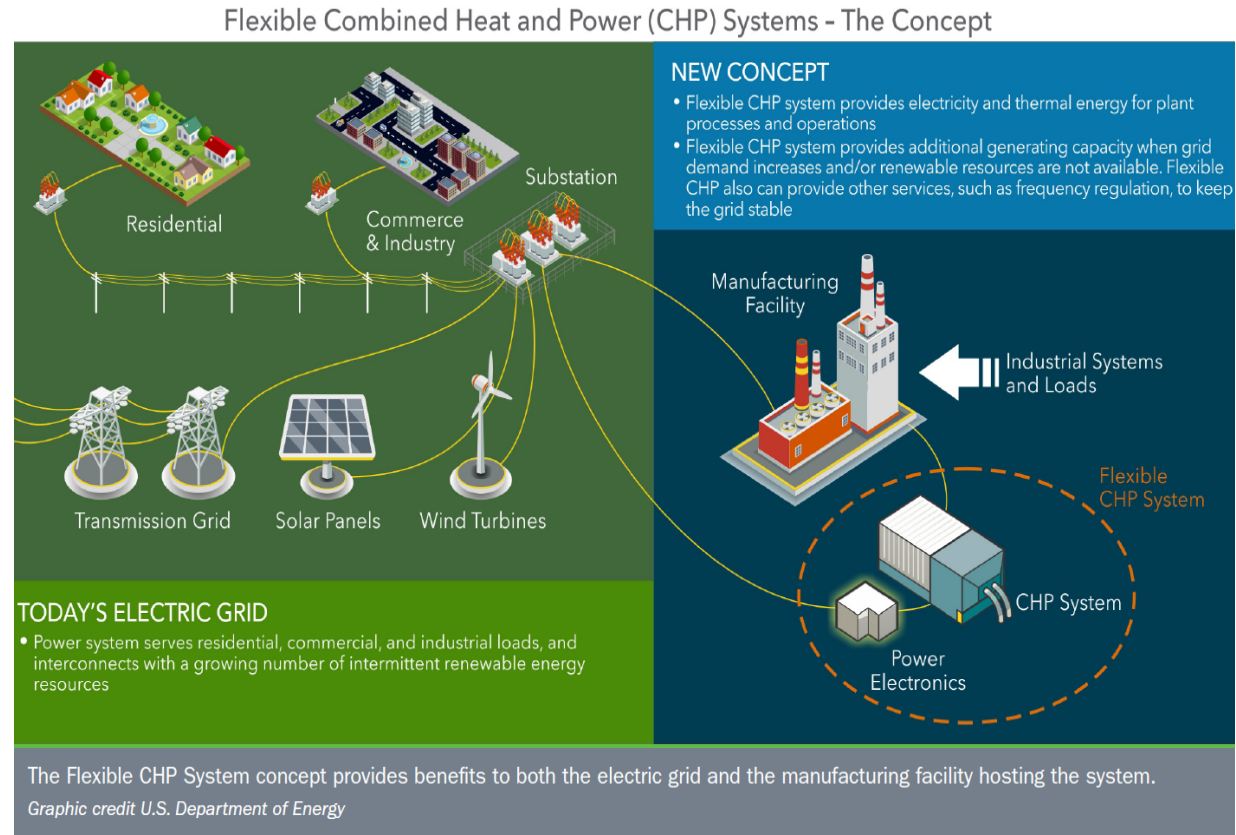 Flexible Combined Heat and Power (CHP) Systems - The Concept
Residential
Commerce
& Industry
Substation
Transmission Grid
Solar Panels
Wind Turbines
TODAY'S ELECTRIC GRID
• Power system serves residential, commercial, and industrial loads, and
interconnects with a growing number of intermittent renewable energy
resources
NEW CONCEPT
• Flexible CHP system provides electricity and thermal energy for plant
processes and operations
• Flexible CHP system provides additional generating capacity when grid
demand increases and/or renewable resources are not available. Flexible
CHP also can provide other services, such as frequency regulation, to keep
the grid stable
Manufacturing
Facility
Industrial Systems
and Loads
Flexible
CHP System
CHP System
Power
Electronics
The Flexible CHP System concept provides benefits to both the electric grid and the manufacturing facility hosting the system.
Graphic credit U.S. Department of Energy